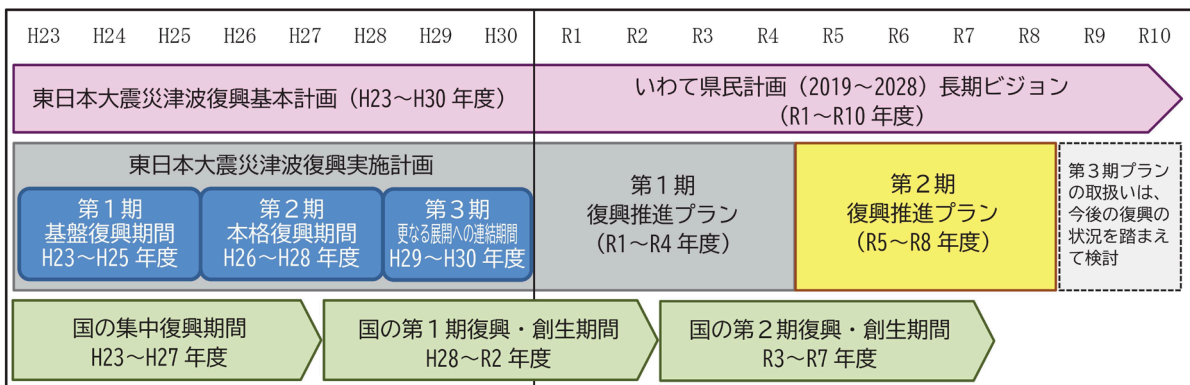 H23 H24 H25 H26 H27 H28 H29 H30 R1 R2 R3 R4 R5 R6 R7 R8 R9 R10
東日本大震災津波復興基本計画（H23～H30 年度）
いわて県民計画（2019～2028）長期ビジョン
（R1～R10 年度）
東日本大震災津波復興実施計画
第１期
基盤復興期間
H23～H25 年度
第２期
本格復興期間
H26～H28 年度
第３期
更なる展開への連結期間
H29～H30 年度
第１期
復興推進プラン
（R1～R4 年度）
第２期
復興推進プラン
（R5～R8 年度）
第３期プラン
の取扱いは、
今後の復興の
状況を踏まえ
て検討
国の集中復興期間
H23～H27 年度
国の第１期復興・創生期間
H28～R2 年度
国の第２期復興・創生期間
R3～R7 年度